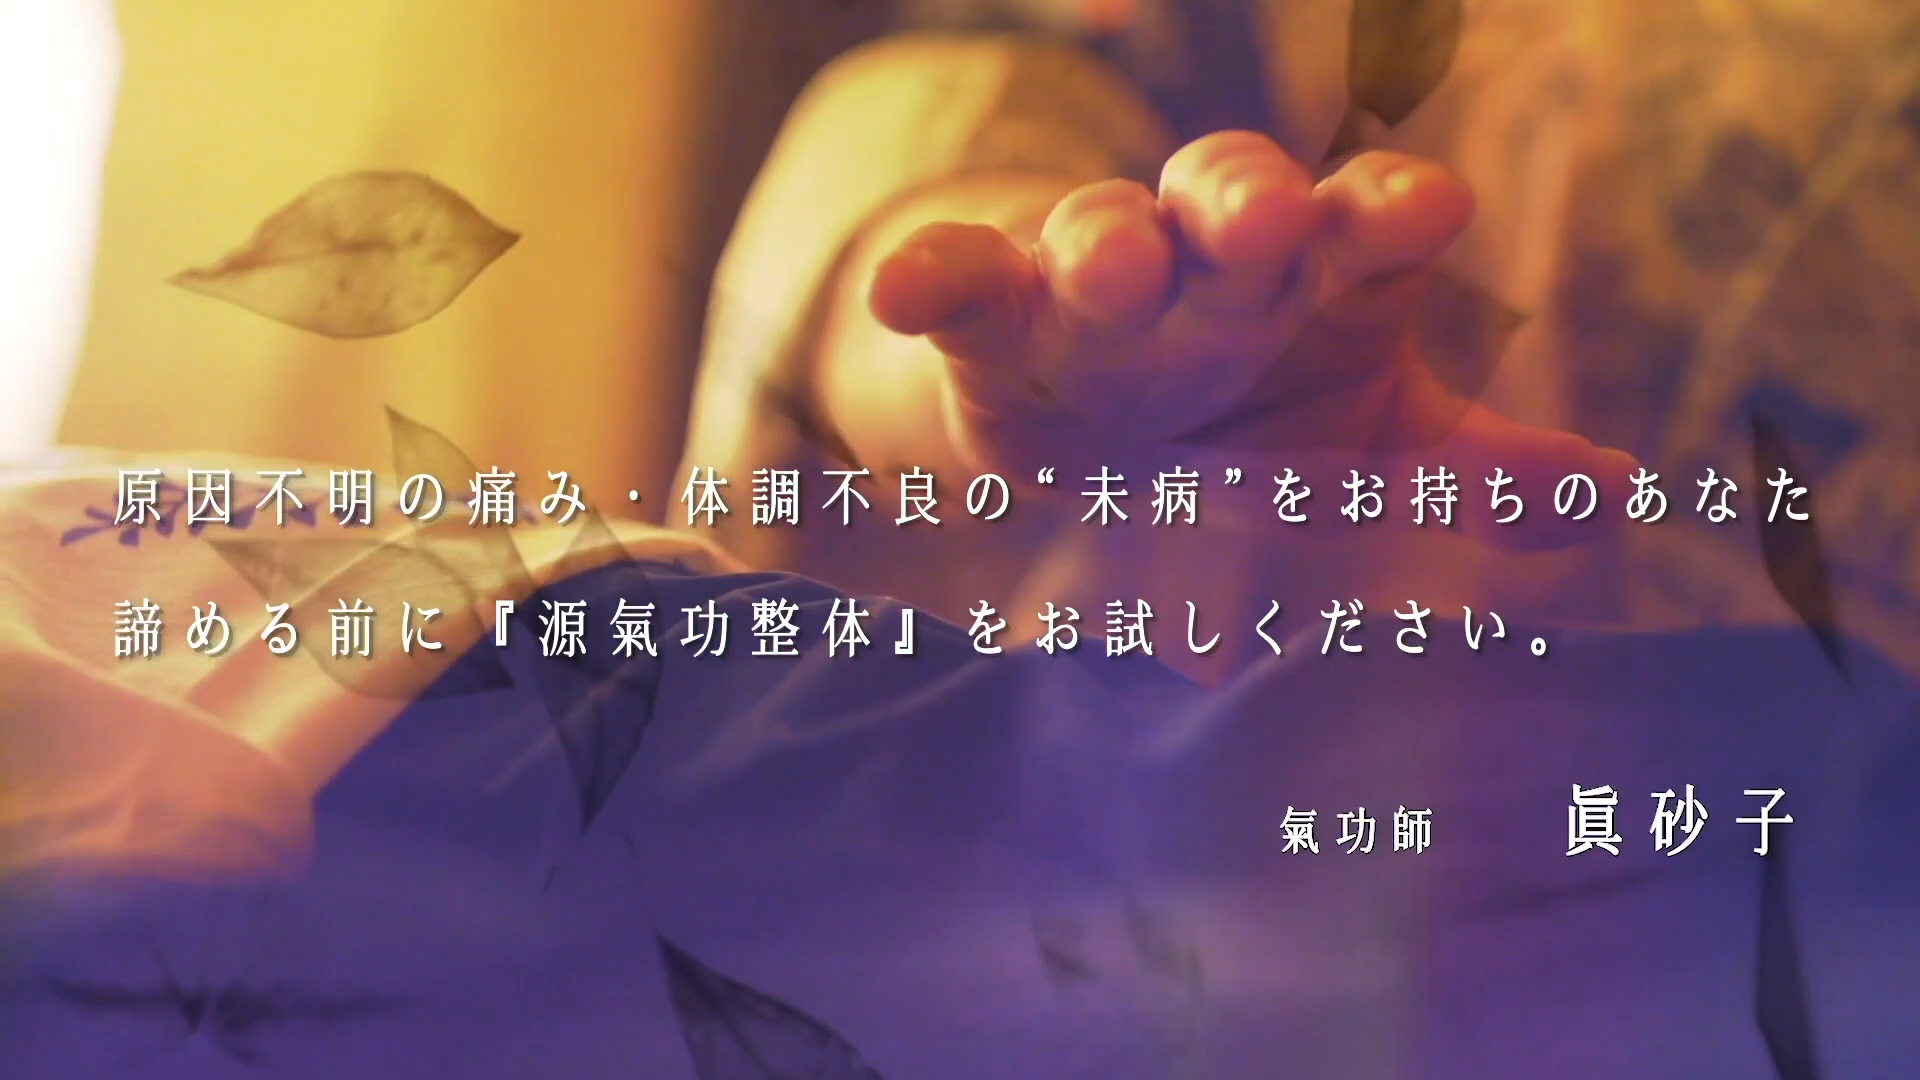 原因不明の痛み・体調不良の“未病”をお持ちのあなた
諦める前に『源氣功整体』をお試しください。
氣功師　眞砂子